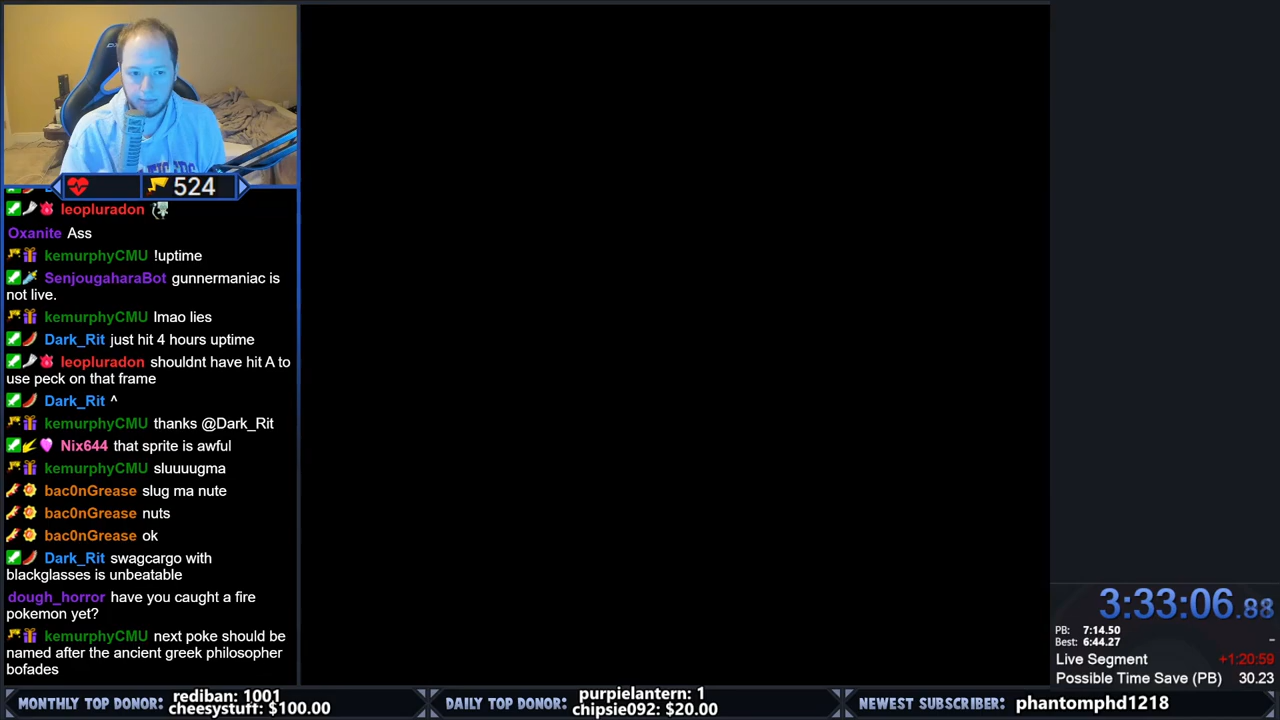 524
leopluradon
Oxanite Ass
kemurphyCMU !uptime
SenjougaharaBot gunnermaniac is
not live.
kemurphyCMU lmao lies
Dark_Rit just hit 4 hours uptime
leopluradon shouldnt have hit A to
use peck on that frame
Dark_Rit ^
kemurphyCMU thanks @Dark_Rit
Nix644 that sprite is awful
kemurphyCMU sluuuugma
bac0nGrease slug ma nute
bac0nGrease nuts
bac0nGrease ok
Dark_Rit swagcargo with
blackglasses is unbeatable
dough_horror have you caught a fire
pokemon yet?
kemurphyCMU next poke should be
named after the ancient greek philosopher
bofades
3:33:06.88
PB: 7:14.50
Best: 6:44.27 -
Live Segment +1:20:59
Possible Time Save (PB) 30.23
MONTHLY TOP DONOR: rediban: 1001
cheesystuff: $100.00
DAILY TOP DONOR: purpielantern: 1
chipsie092: $20.00
NEWEST SUBSCRIBER: phantomphd1218